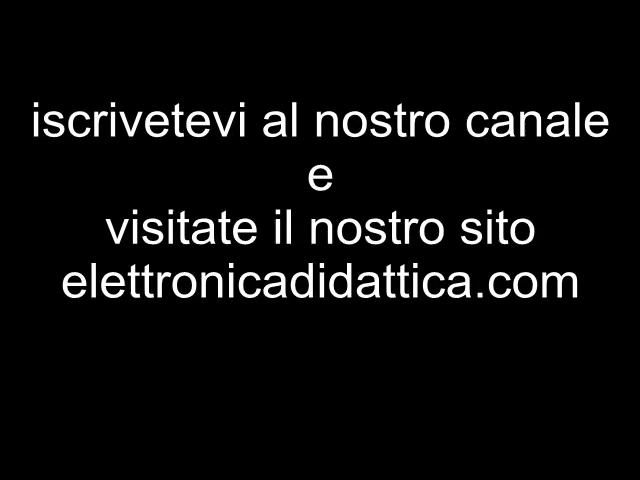 iscrivetevi al nostro canale
e
visitate il nostro sito
elettronicadidattica.com